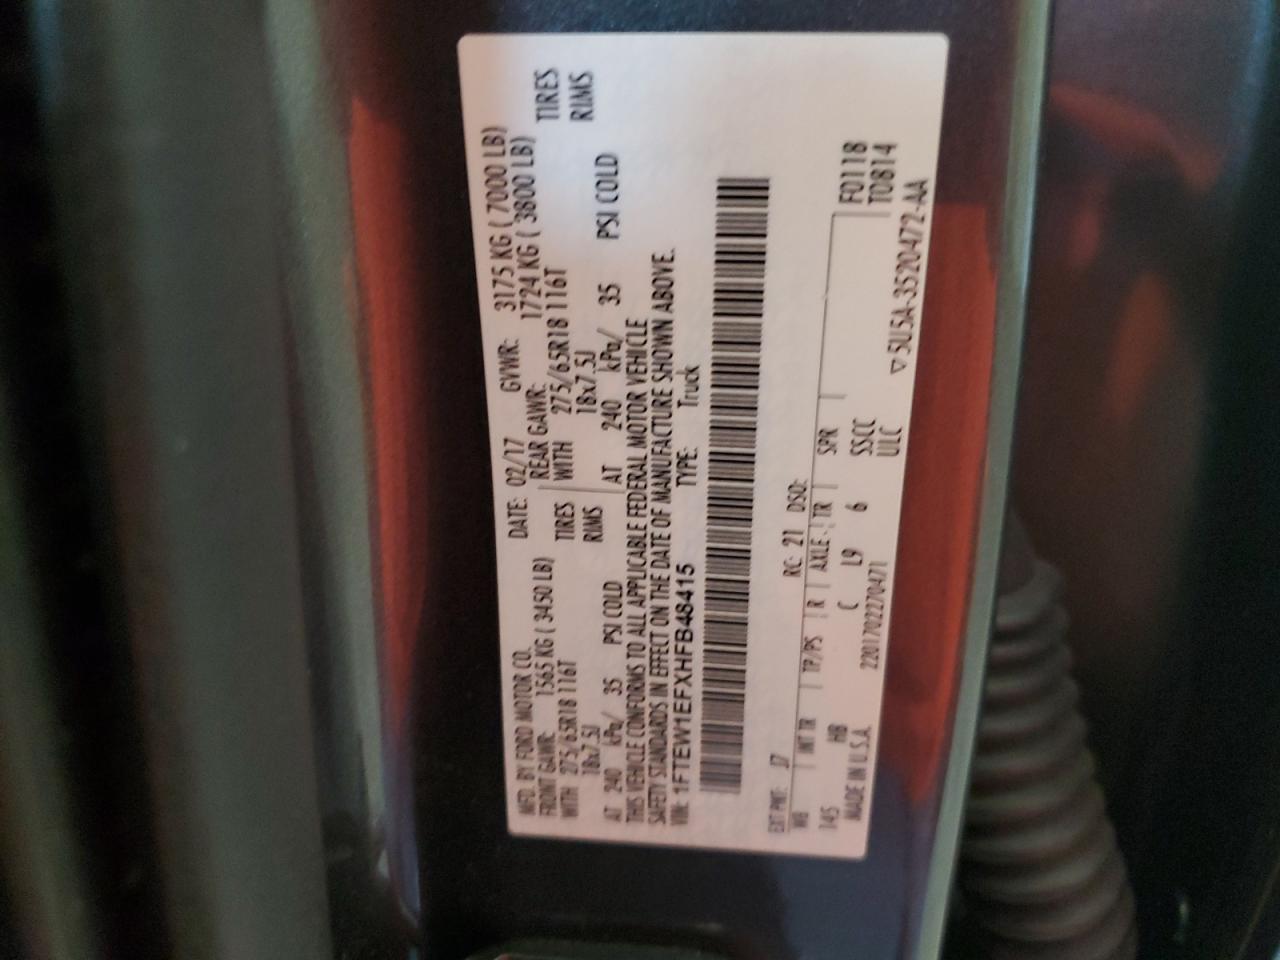 MFD. BY FORD MOTOR CO.
DATE: 02/17 GVWR: 3175 KG ( 7000 LB)
FRONT GAWR: 1565 KG ( 3450 LB) REAR GAWR: 1724 KG ( 3800 LB)
WITH 275/65R18 116T TIRES WITH 275/65R18 116T TIRES
18x7.5J RIMS 18x7.5J RIMS
AT 240 kPa/ 35 PSI COLD AT 240 kPa/ 35 PSI COLD
THIS VEHICLE CONFORMS TO ALL APPLICABLE FEDERAL MOTOR VEHICLE
SAFETY STANDARDS IN EFFECT ON THE DATE OF MANUFACTURE SHOWN ABOVE.
VIN: 1FTEW1EFXHFB48415 TYPE: Truck
EXT PNT: J7 RC: 21 DSO:
WB INT TR TP/PS R AXLE TR SPR F0118
145 HB C L9 6 SSCC T0814
ULC
MADE IN U.S.A. 2201702270471 ▽5U5A-3520472-AA